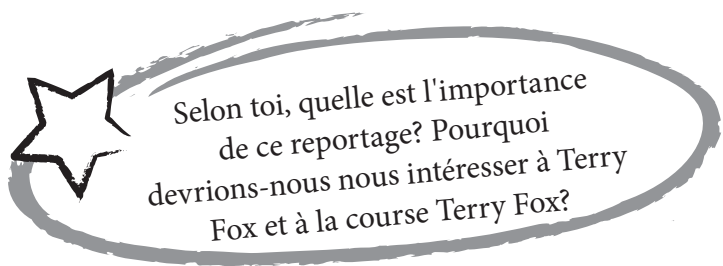 Selon toi, quelle est l'importance
de ce reportage? Pourquoi
devrions-nous nous intéresser à Terry
Fox et à la course Terry Fox?